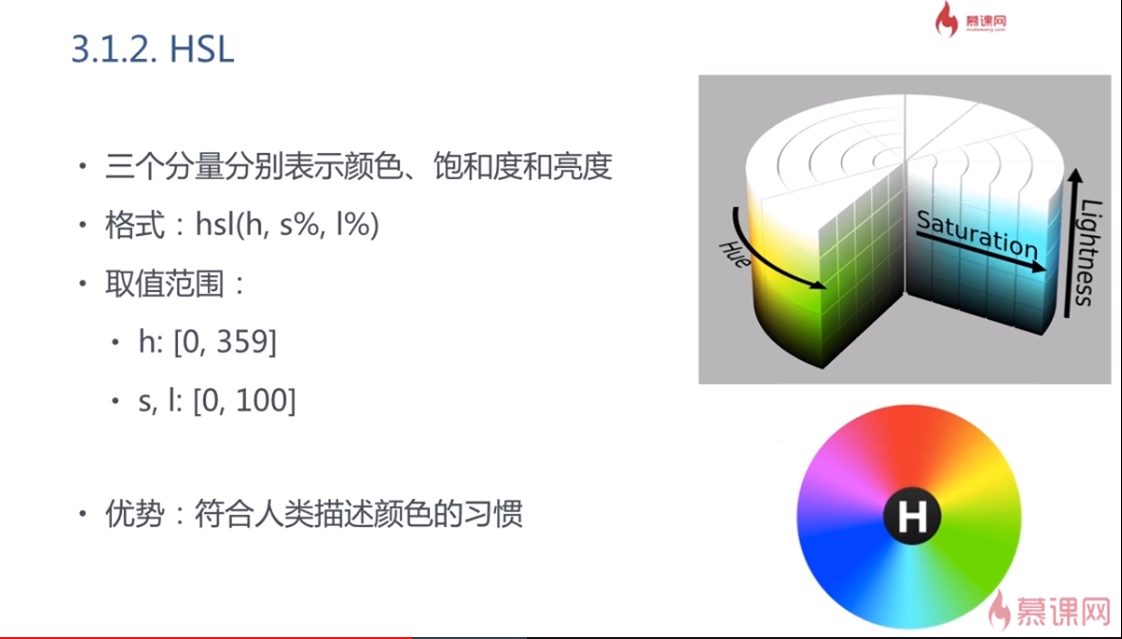 3.1.2. HSL
慕课网
• 三个分量分别表示颜色、饱和度和亮度
• 格式：hsl(h, s%, l%)
• 取值范围：
• h: [0, 359]
• s, l: [0, 100]
• 优势：符合人类描述颜色的习惯
Hue
Saturation
Lightness
H
慕课网